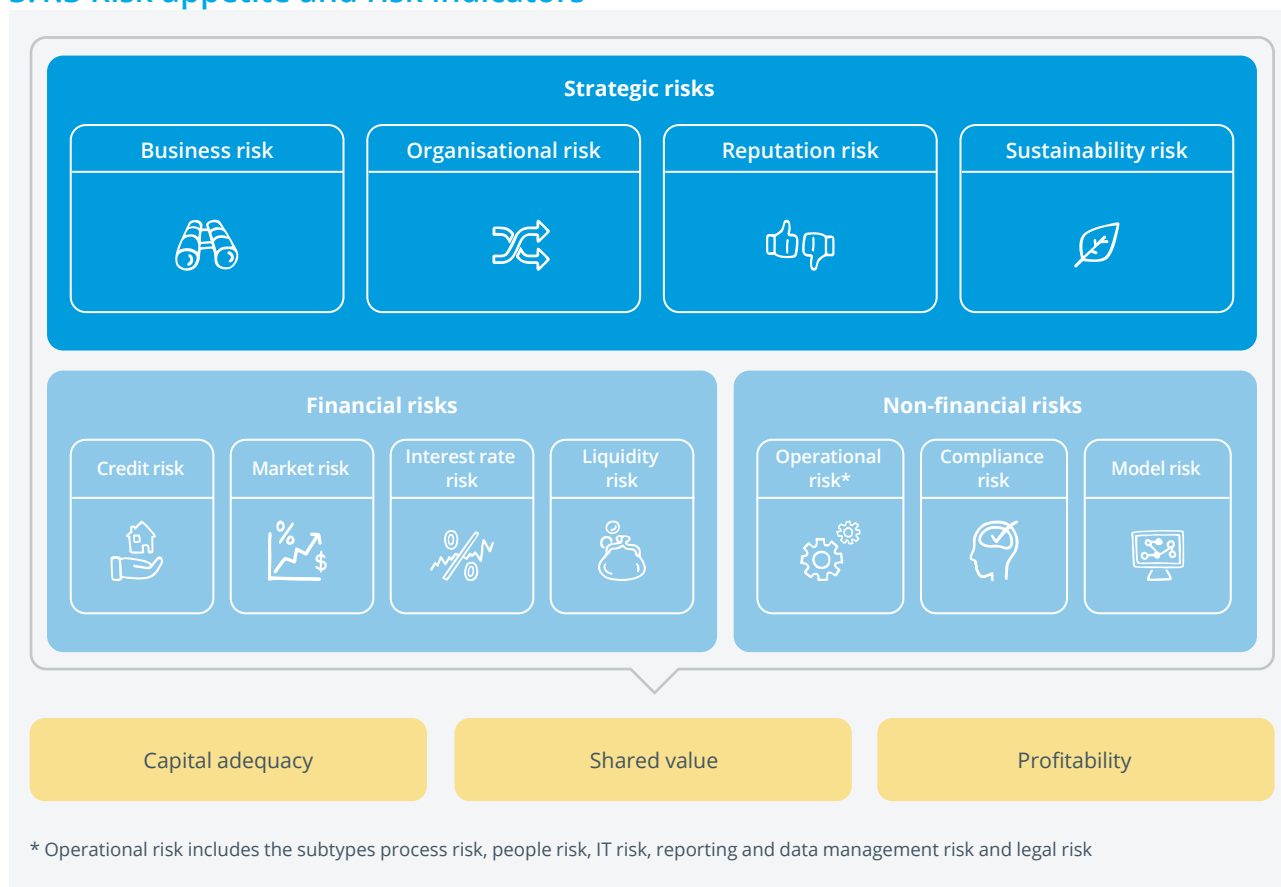 Strategic risks
Business risk
Organisational risk
Reputation risk
Sustainability risk
Financial risks
Credit risk
Market risk
Interest rate
risk
Liquidity
risk
Non-financial risks
Operational
risk*
Compliance
risk
Model risk
Capital adequacy
Shared value
Profitability
* Operational risk includes the subtypes process risk, people risk, IT risk, reporting and data management risk and legal risk